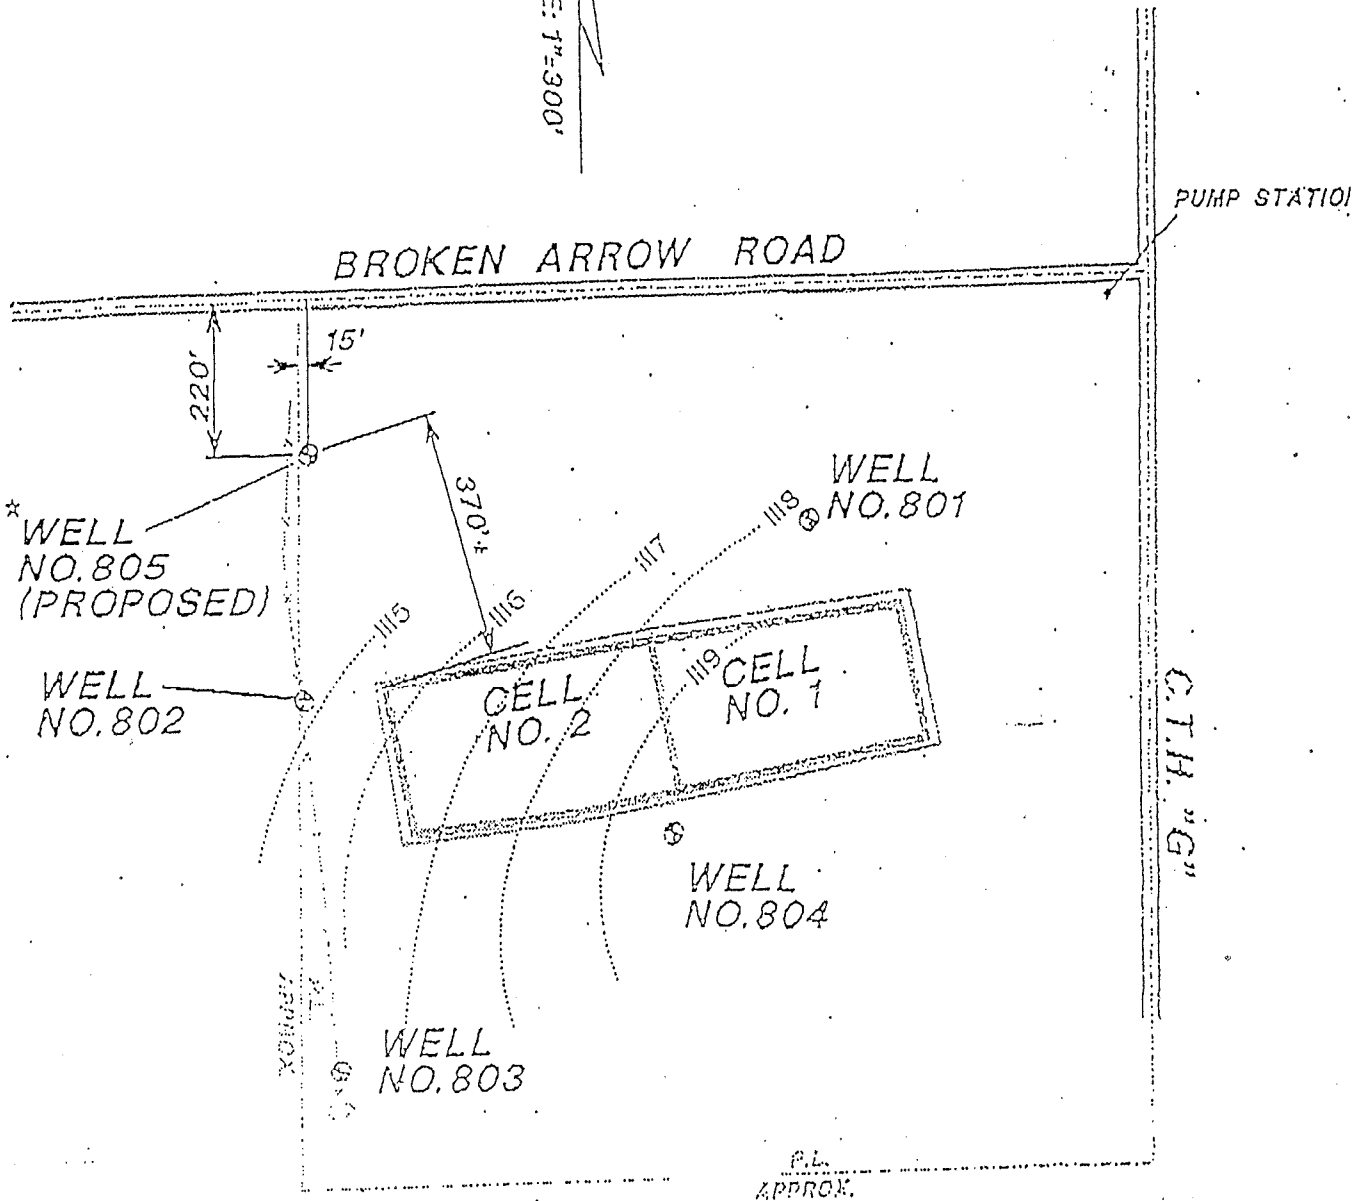 1"=300'
PUMP STATION
BROKEN ARROW ROAD
15'
220'
370'±
WELL
NO.801
1118
1117
1116
1115
1119
☆
WELL
NO.805
(PROPOSED)
WELL
NO.802
CELL
NO. 2
CELL
NO. 1
C.T.H. "G"
WELL
NO.804
P.L.
APPROX.
WELL
NO.803
P.L.
APPROX.